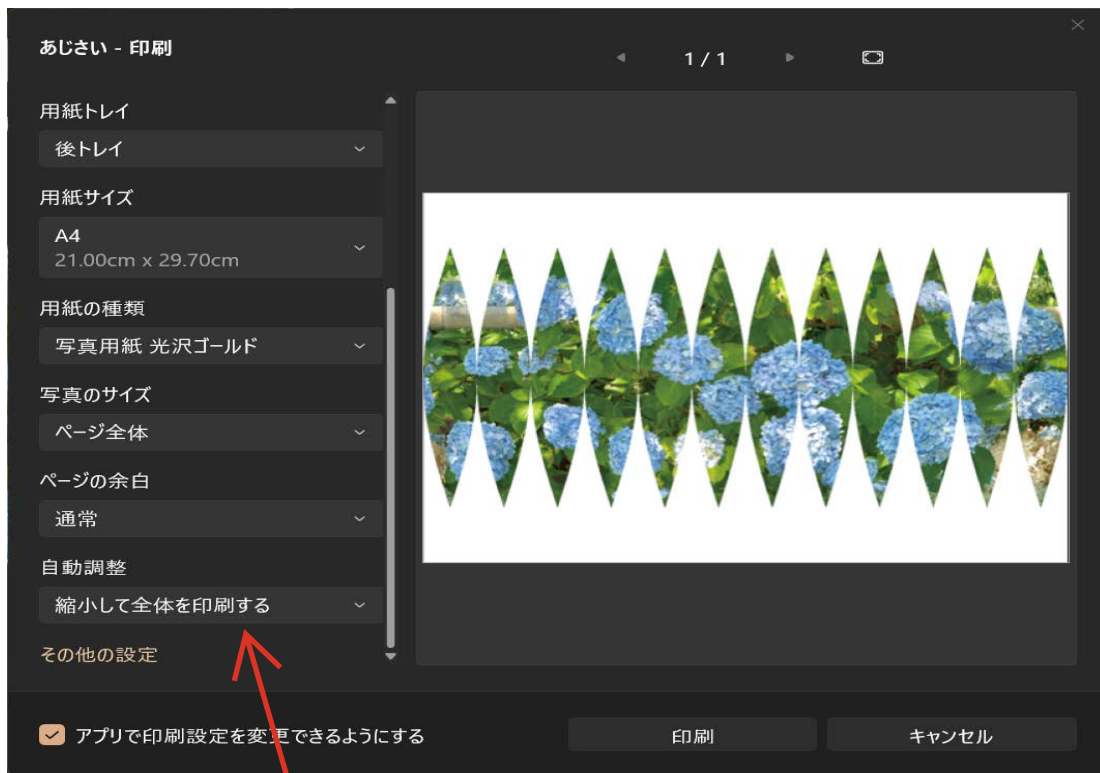 あじさい - 印刷
1 / 1
用紙トレイ
後トレイ
用紙サイズ
A4
21.00cm x 29.70cm
用紙の種類
写真用紙 光沢ゴールド
写真のサイズ
ページ全体
ページの余白
通常
自動調整
縮小して全体を印刷する
その他の設定
アプリで印刷設定を変更できるようにする
印刷
キャンセル